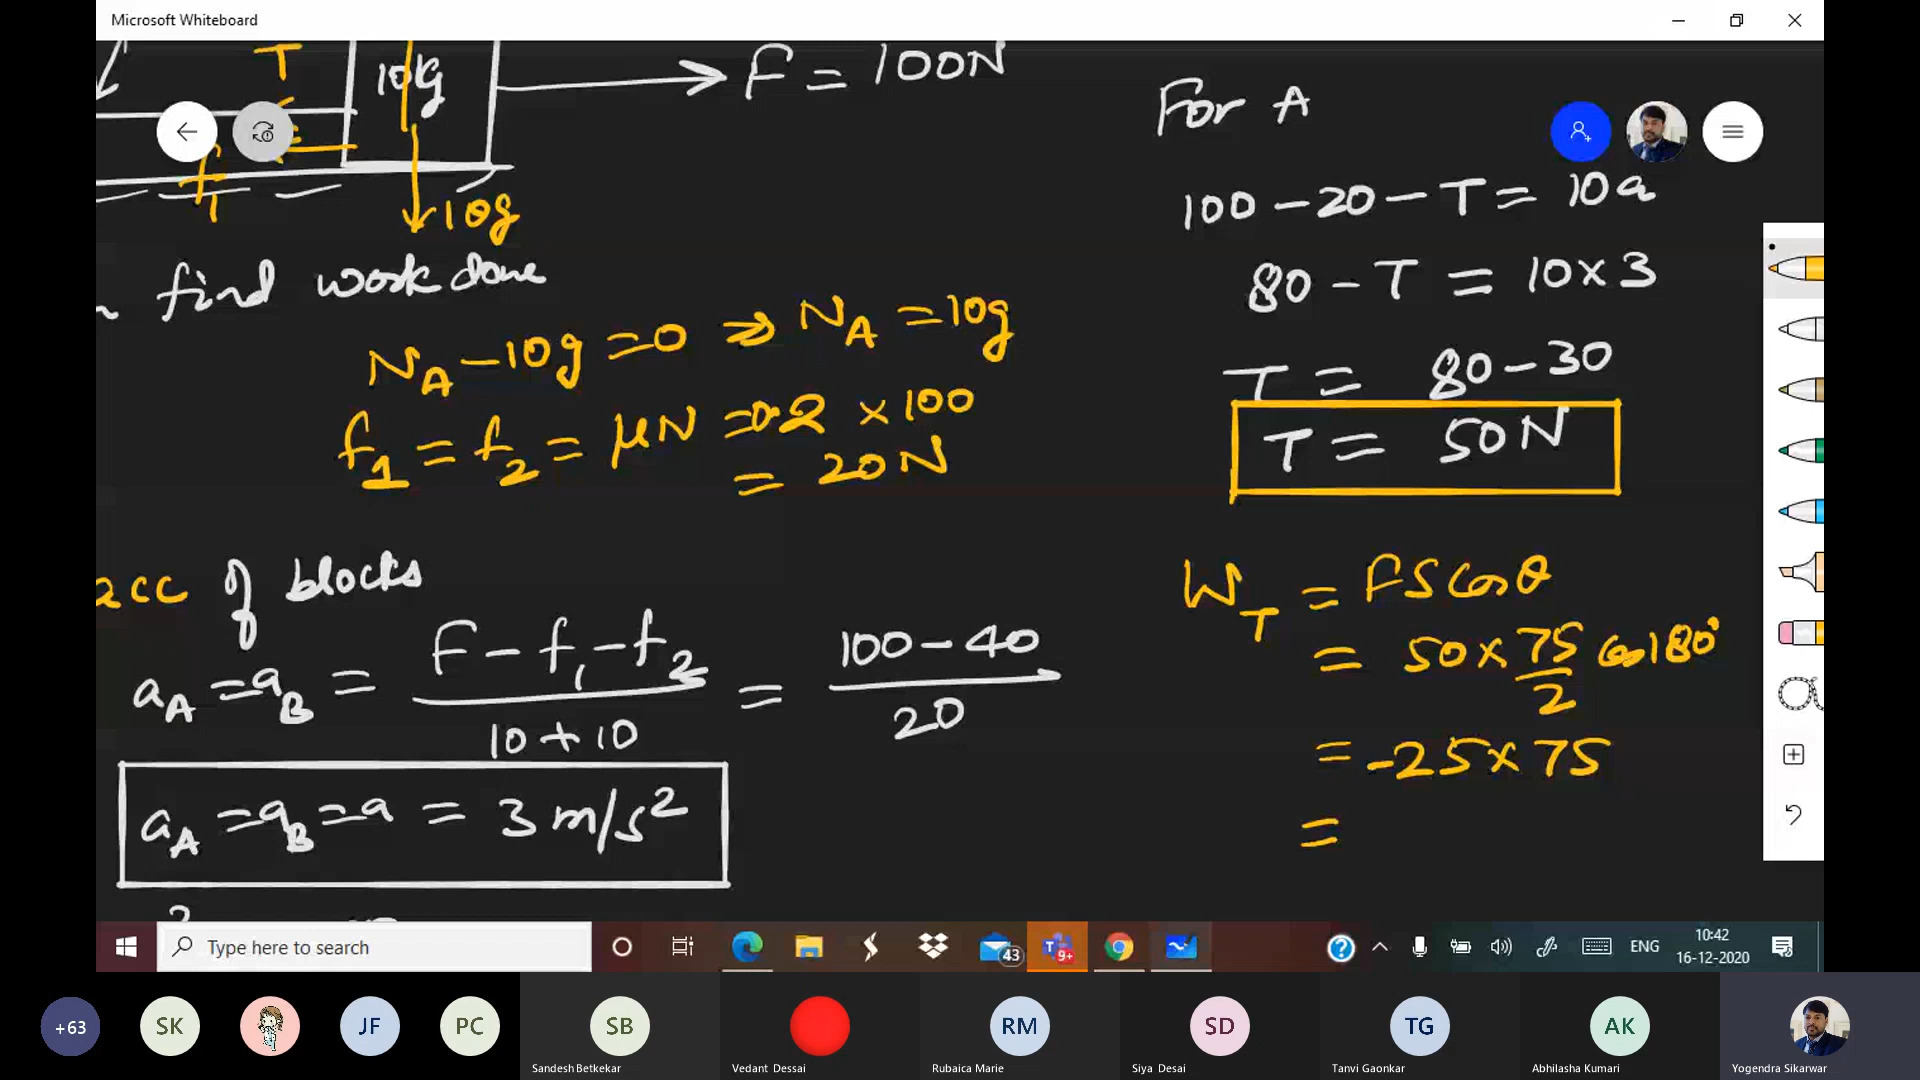 Microsoft Whiteboard
T
10g
F = 100N
f1
10g
find workdone
NA - 10g = 0 ⇒ NA = 10g
f1 = f2 = μN = 0.2 × 100
= 20N
acc of blocks
aA = aB = F - f1 - f2 / 10 + 10 = 100 - 40 / 20
aA = aB = a = 3 m/s²
For A
100 - 20 - T = 10a
80 - T = 10 × 3
T = 80 - 30
T = 50N
WT = FS Cosθ
= 50 × 75/2 cos180°
= -25 × 75
=
Type here to search
43
9+
ENG
10:42
16-12-2020
+63
SK
JF
PC
SB
Sandesh Betkekar
Vedant Dessai
RM
Rubaica Marie
SD
Siya Desai
TG
Tanvi Gaonkar
AK
Abhilasha Kumari
Yogendra Sikarwar